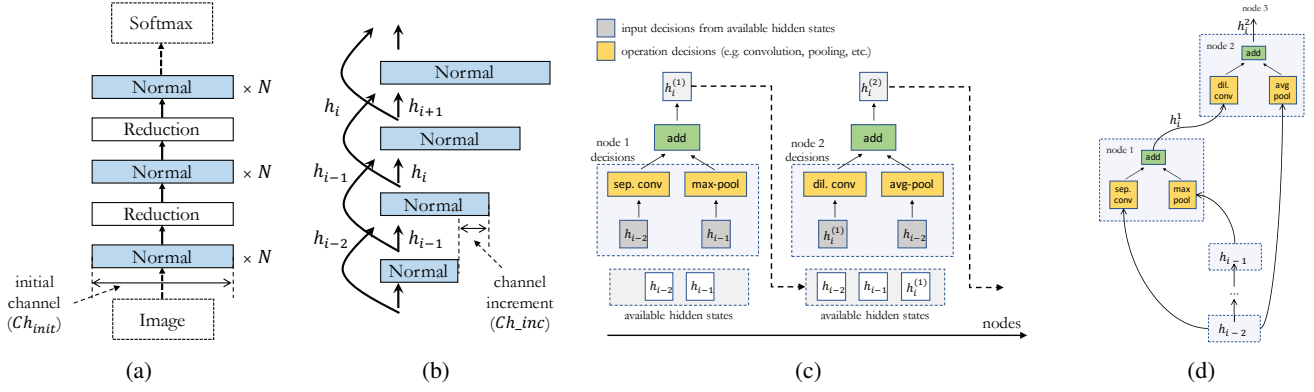 Softmax
Normal
× N
Reduction
Normal
× N
Reduction
Normal
× N
initial
channel
(Ch_init)
Image
(a)
Normal
h_i
h_{i+1}
Normal
h_{i-1}
h_i
Normal
h_{i-2}
h_{i-1}
Normal
channel
increment
(Ch_inc)
(b)
input decisions from available hidden states
operation decisions (e.g. convolution, pooling, etc.)
h_i^{(1)}
add
node 1
decisions
sep. conv
max-pool
h_{i-2}
h_{i-1}
h_{i-2}
h_{i-1}
available hidden states
h_i^{(2)}
add
node 2
decisions
dil. conv
avg-pool
h_i^{(1)}
h_{i-2}
h_{i-2}
h_{i-1}
h_i^{(1)}
available hidden states
nodes
(c)
node 3
h_i^2
node 2
add
dil.
conv
avg
pool
h_i^1
node 1
add
sep.
conv
max
pool
h_{i-1}
...
h_{i-2}
(d)